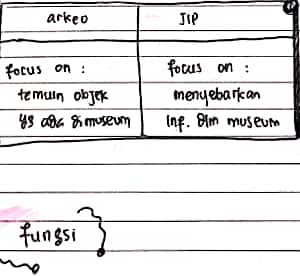 arkeo JIP
focus on : focus on :
temuin objek menyebarkan
yg ada di museum Inf. dlm museum
fungsi